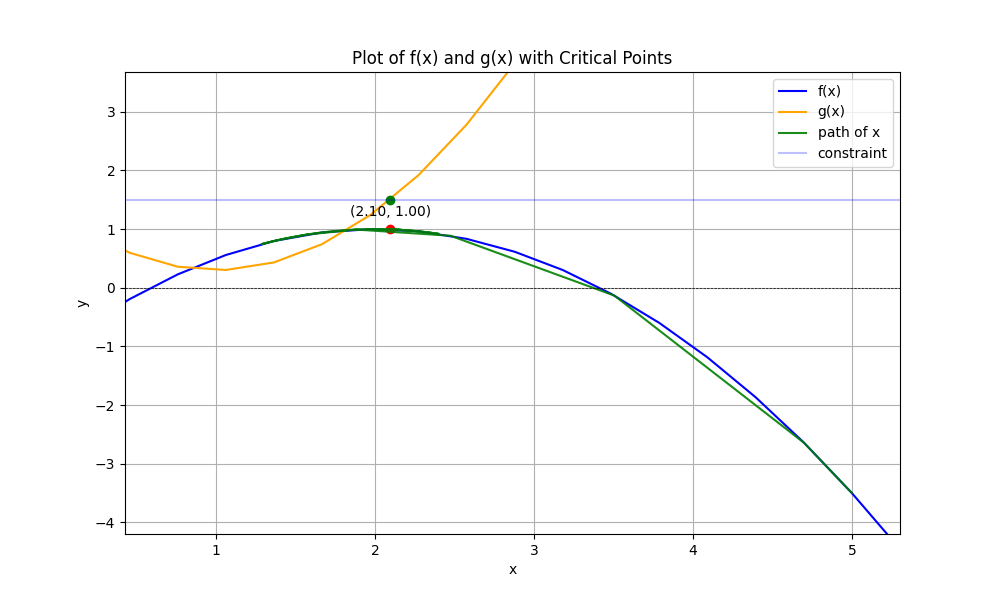 Plot of f(x) and g(x) with Critical Points
f(x)
g(x)
path of x
constraint
(2.10, 1.00)
3
2
1
0
−1
−2
−3
−4
y
1
2
3
4
5
x